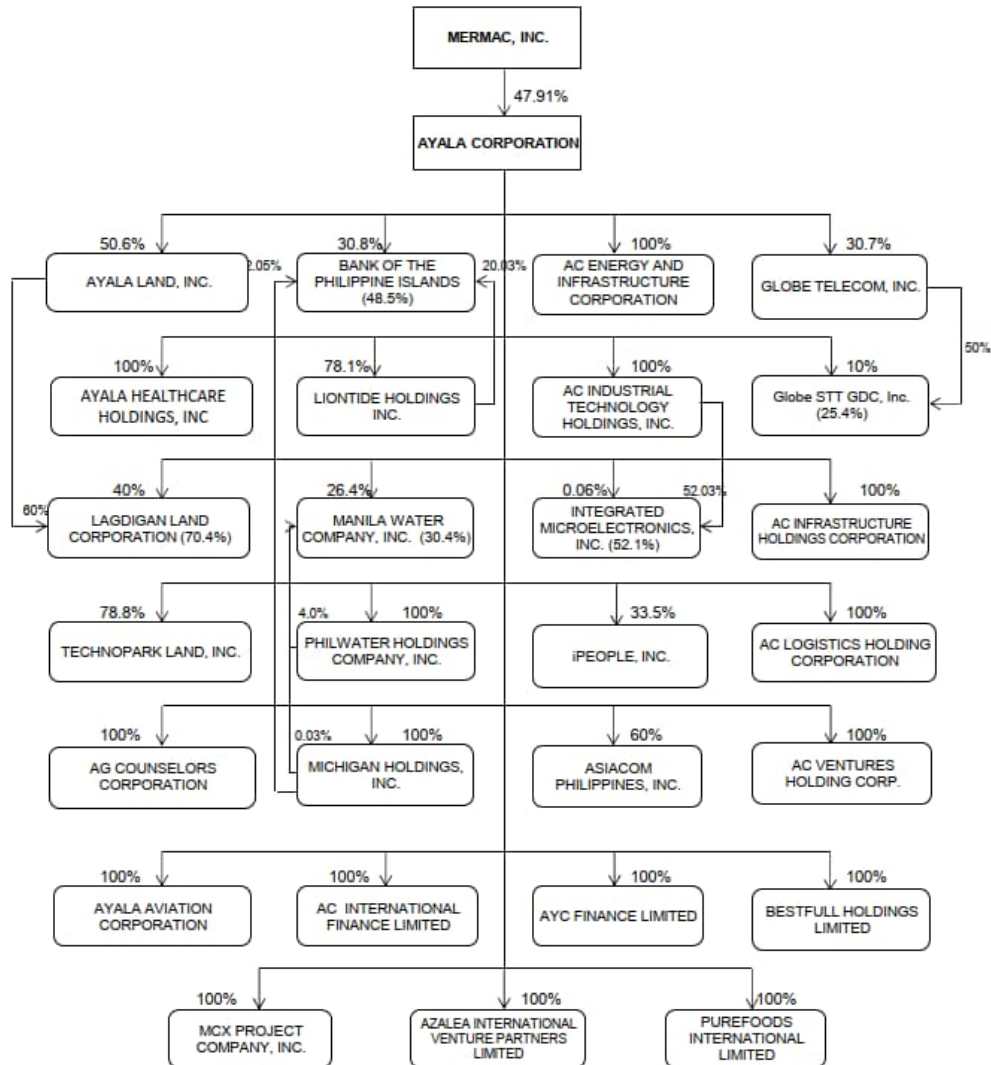 MERMAC, INC.
47.91%
AYALA CORPORATION
50.6%
30.8%
100%
30.7%
AYALA LAND, INC.
2.05%
BANK OF THE
PHILIPPINE ISLANDS
(48.5%)
20.03%
AC ENERGY AND
INFRASTRUCTURE
CORPORATION
GLOBE TELECOM, INC.
50%
100%
78.1%
100%
10%
AYALA HEALTHCARE
HOLDINGS, INC
LIONTIDE HOLDINGS
INC.
AC INDUSTRIAL
TECHNOLOGY
HOLDINGS, INC.
Globe STT GDC, Inc.
(25.4%)
40%
26.4%
0.06%
52.03%
100%
60%
LAGDIGAN LAND
CORPORATION (70.4%)
MANILA WATER
COMPANY, INC. (30.4%)
INTEGRATED
MICROELECTRONICS,
INC. (52.1%)
AC INFRASTRUCTURE
HOLDINGS CORPORATION
78.8%
4.0%
100%
33.5%
100%
TECHNOPARK LAND, INC.
PHILWATER HOLDINGS
COMPANY, INC.
iPEOPLE, INC.
AC LOGISTICS HOLDING
CORPORATION
100%
0.03%
100%
60%
100%
AG COUNSELORS
CORPORATION
MICHIGAN HOLDINGS,
INC.
ASIACOM
PHILIPPINES, INC.
AC VENTURES
HOLDING CORP.
100%
100%
100%
100%
AYALA AVIATION
CORPORATION
AC INTERNATIONAL
FINANCE LIMITED
AYC FINANCE LIMITED
BESTFULL HOLDINGS
LIMITED
100%
100%
100%
MCX PROJECT
COMPANY, INC.
AZALEA INTERNATIONAL
VENTURE PARTNERS
LIMITED
PUREFOODS
INTERNATIONAL
LIMITED